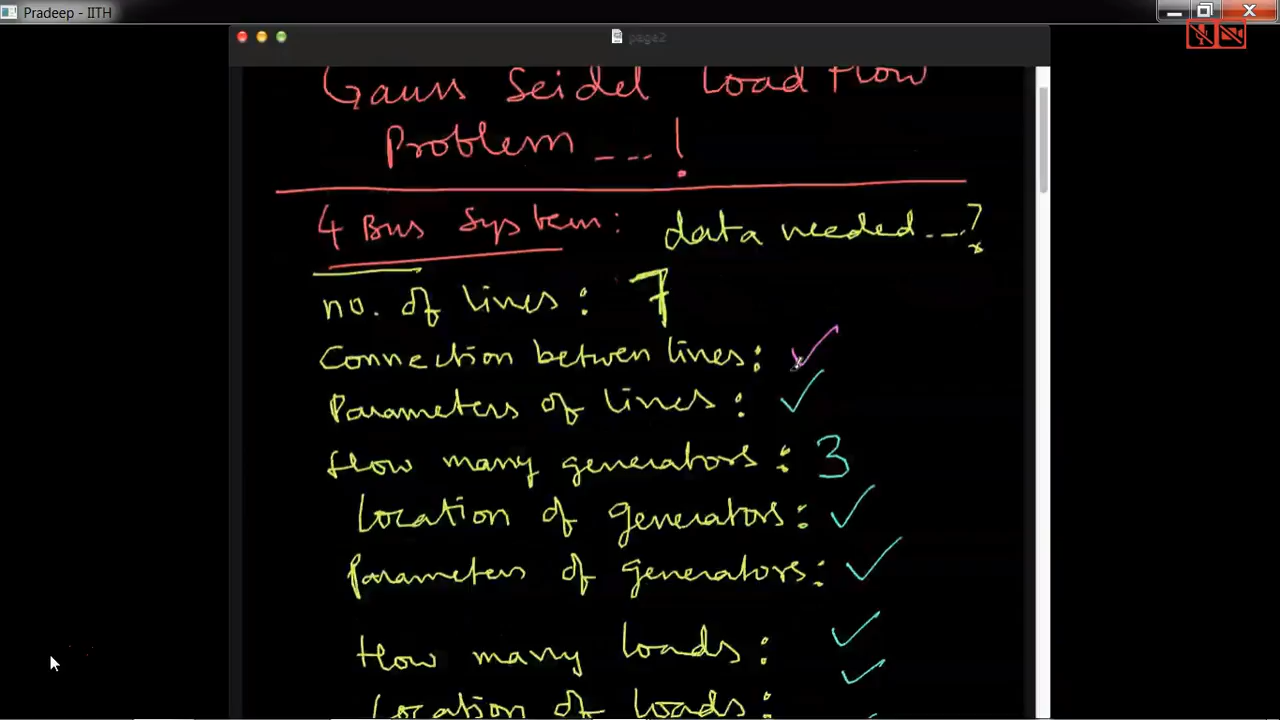 Pradeep - IITH
page2
Gauss Seidel Load Flow
Problem ---!
4 Bus System: data needed---?
no. of lines: 7
Connection between lines: ✓
Parameters of lines: ✓
How many generators: 3
Location of generators: ✓
Parameters of generators: ✓
How many loads: ✓
Location of loads: ✓